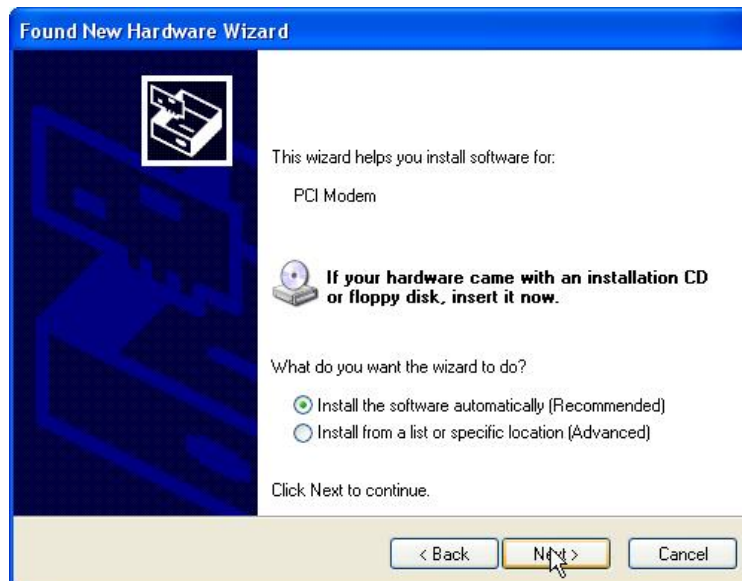 Found New Hardware Wizard
This wizard helps you install software for:
PCI Modem
If your hardware came with an installation CD
or floppy disk, insert it now.
What do you want the wizard to do?
Install the software automatically (Recommended)
Install from a list or specific location (Advanced)
Click Next to continue.
< Back Next > Cancel